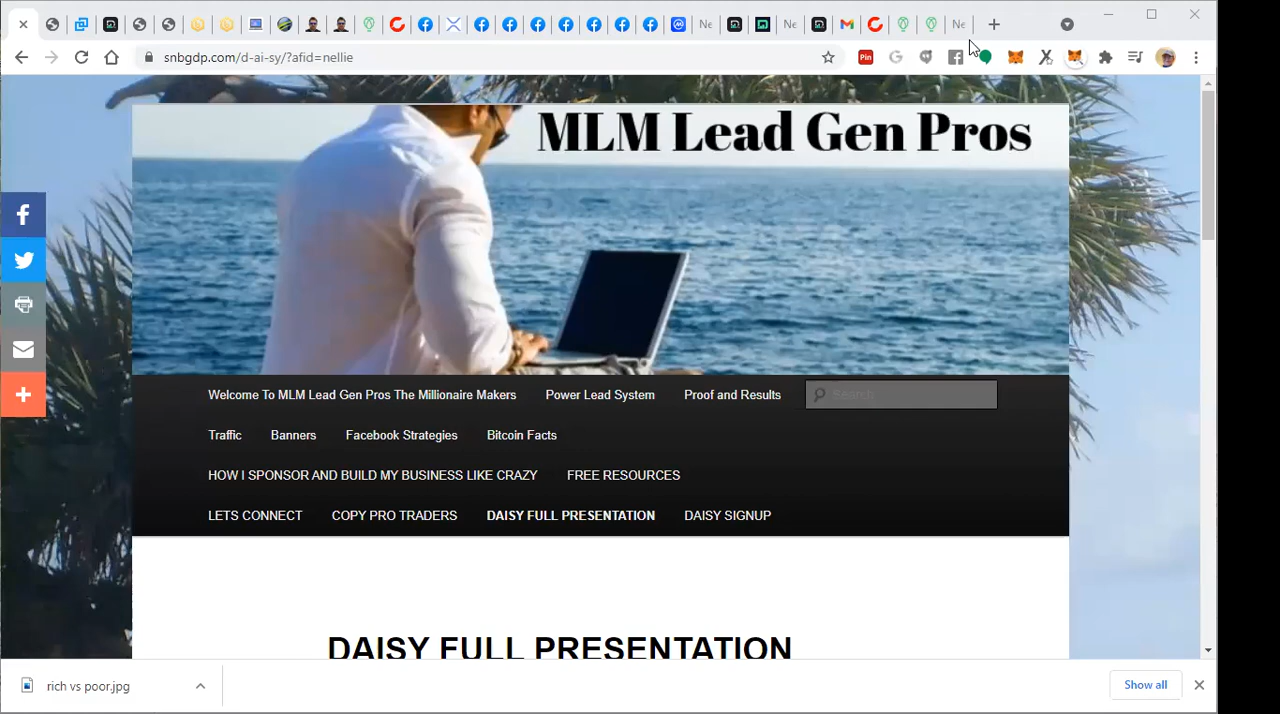 Ne
Ne
Ne
snbgdp.com/d-ai-sy/?afid=nellie
Pin
MLM Lead Gen Pros
Welcome To MLM Lead Gen Pros The Millionaire Makers Power Lead System Proof and Results Search
Traffic Banners Facebook Strategies Bitcoin Facts
HOW I SPONSOR AND BUILD MY BUSINESS LIKE CRAZY FREE RESOURCES
LETS CONNECT COPY PRO TRADERS DAISY FULL PRESENTATION DAISY SIGNUP
DAISY FULL PRESENTATION
rich vs poor.jpg
Show all